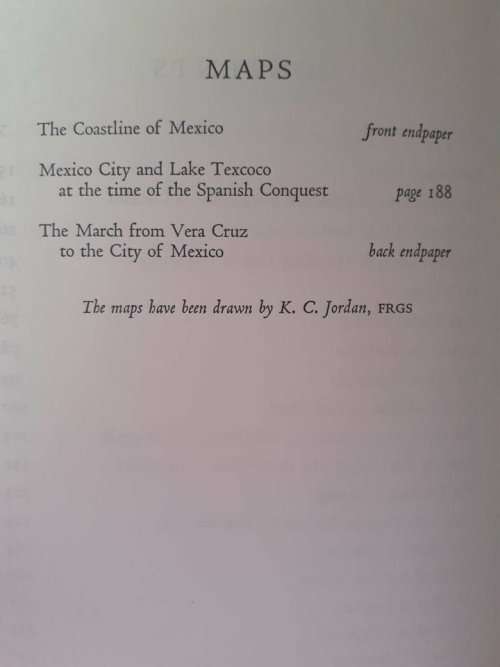 MAPS
The Coastline of Mexico front endpaper
Mexico City and Lake Texcoco
at the time of the Spanish Conquest page 188
The March from Vera Cruz
to the City of Mexico back endpaper
The maps have been drawn by K. C. Jordan, FRGS